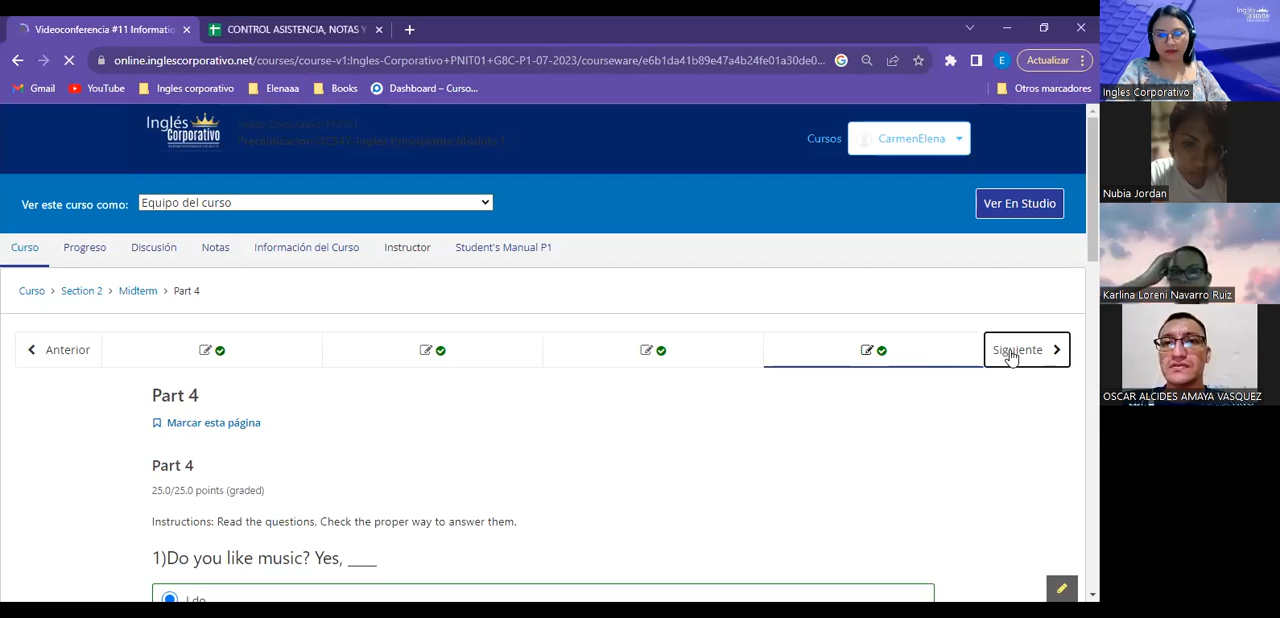 Videoconferencia #11 Informatio
CONTROL ASISTENCIA, NOTAS Y
online.inglescorporativo.net/courses/course-v1:Ingles-Corporativo+PNIT01+G8C-P1-07-2023/courseware/e6b1da41b89e47a4b24fe01a30de0...
Actualizar
Gmail
YouTube
Ingles corporativo
Elenaaa
Books
Dashboard – Curso...
Otros marcadores
Inglés
Corporativo
Cursos
CarmenElena
Ver este curso como:
Equipo del curso
Ver En Studio
Curso
Progreso
Discusión
Notas
Información del Curso
Instructor
Student's Manual P1
Curso > Section 2 > Midterm > Part 4
Anterior
Siguiente
Part 4
Marcar esta página
Part 4
25.0/25.0 points (graded)
Instructions: Read the questions. Check the proper way to answer them.
1)Do you like music? Yes, ____
I do
Inglés
Corporativo
Ingles Corporativo
Nubia Jordan
Karlina Loreni Navarro Ruiz
OSCAR ALCIDES AMAYA VASQUEZ